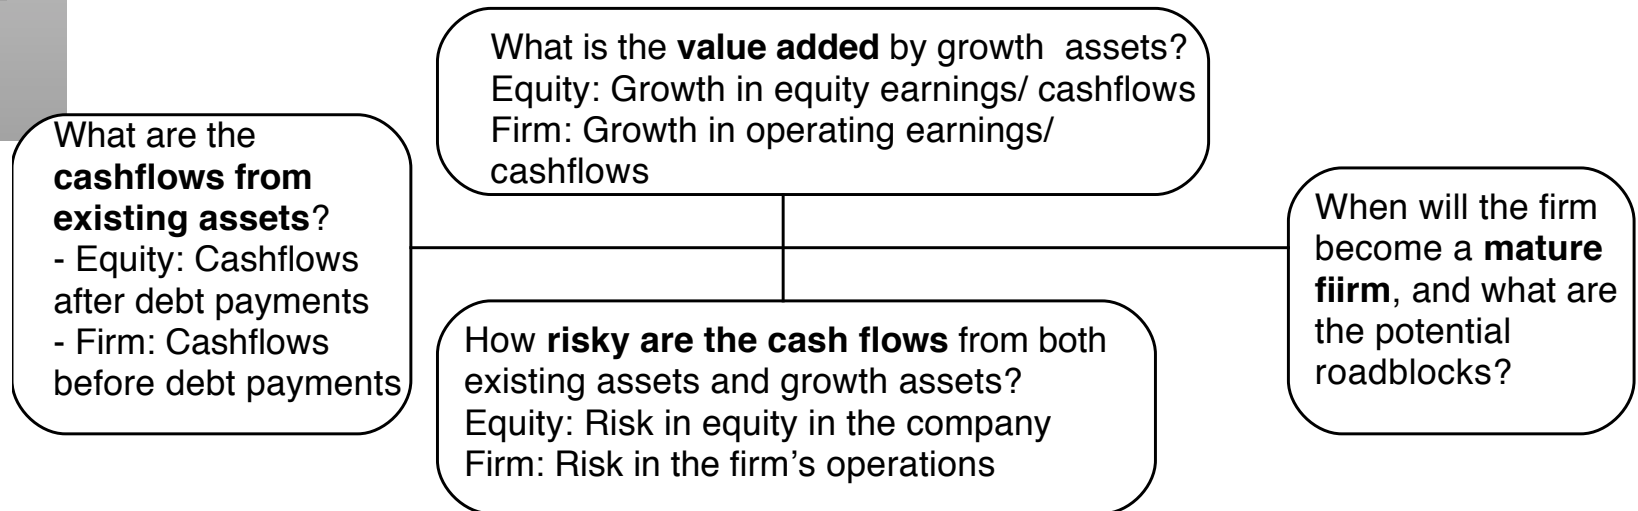 What is the value added by growth assets?
Equity: Growth in equity earnings/ cashflows
Firm: Growth in operating earnings/
cashflows
What are the
cashflows from
existing assets?
- Equity: Cashflows
after debt payments
- Firm: Cashflows
before debt payments
How risky are the cash flows from both
existing assets and growth assets?
Equity: Risk in equity in the company
Firm: Risk in the firm’s operations
When will the firm
become a mature
fiirm, and what are
the potential
roadblocks?